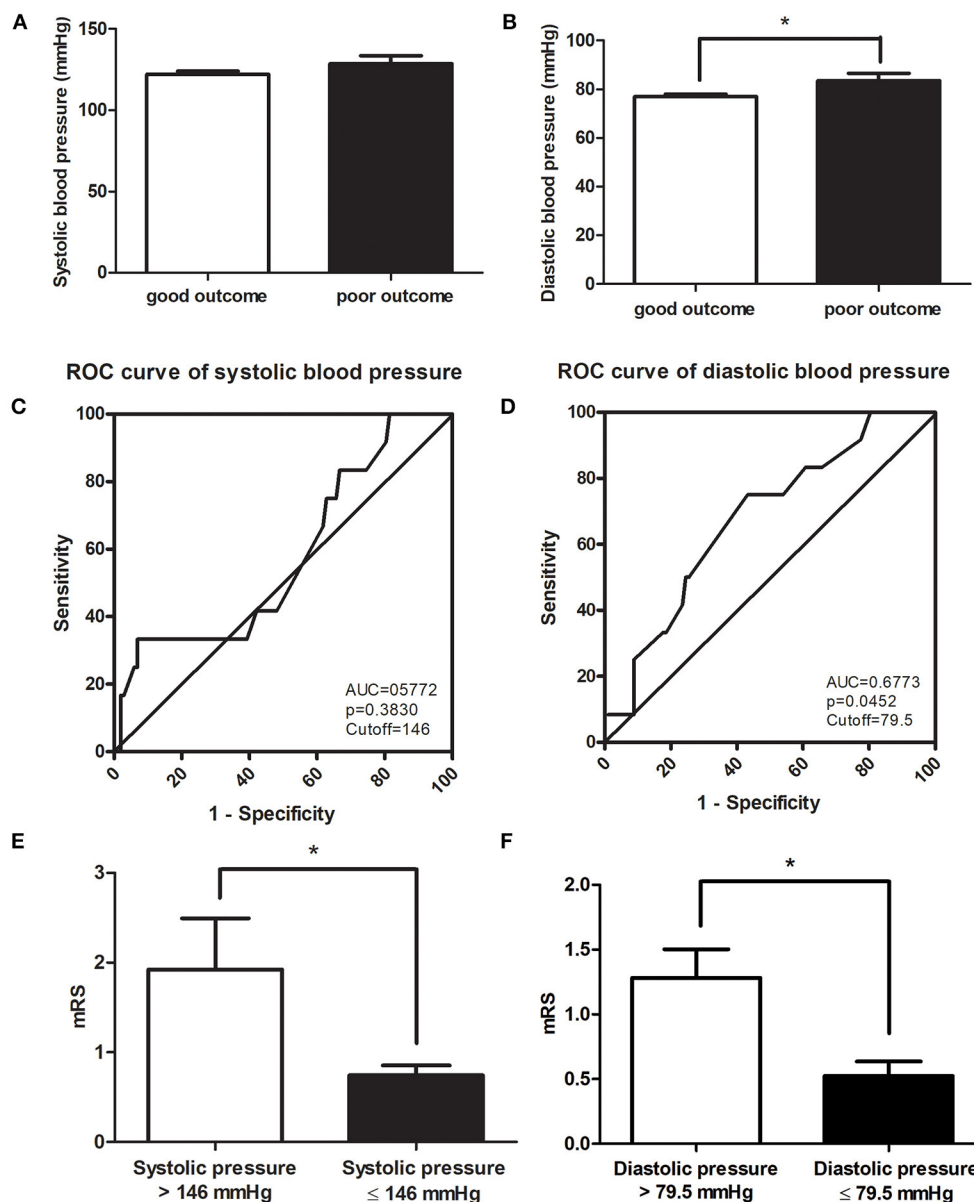 A
Systolic blood pressure (mmHg)
150
100
50
0
good outcome
poor outcome
B
*
Diastolic blood pressure (mmHg)
100
80
60
40
20
0
good outcome
poor outcome
ROC curve of systolic blood pressure
C
Sensitivity
100
80
60
40
20
0
AUC=05772
p=0.3830
Cutoff=146
0
20
40
60
80
100
1 - Specificity
ROC curve of diastolic blood pressure
D
Sensitivity
100
80
60
40
20
0
AUC=0.6773
p=0.0452
Cutoff=79.5
0
20
40
60
80
100
1 - Specificity
E
*
mRS
3
2
1
0
Systolic pressure
> 146 mmHg
Systolic pressure
≤ 146 mmHg
F
*
mRS
2.0
1.5
1.0
0.5
0.0
Diastolic pressure
> 79.5 mmHg
Diastolic pressure
≤ 79.5 mmHg